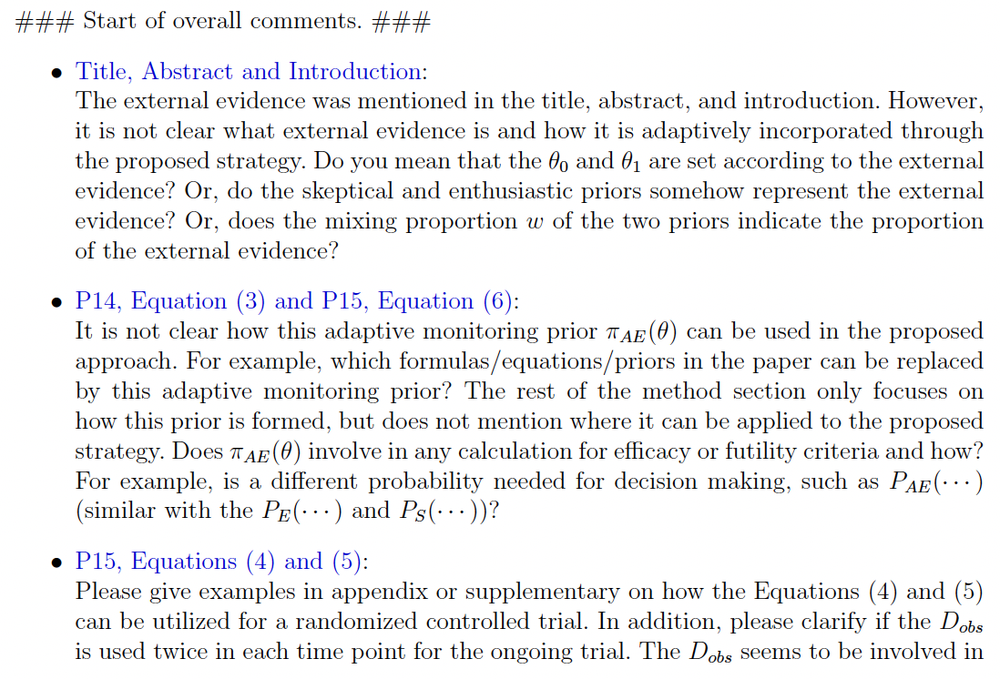 ### Start of overall comments. ###
• Title, Abstract and Introduction:
The external evidence was mentioned in the title, abstract, and introduction. However,
it is not clear what external evidence is and how it is adaptively incorporated through
the proposed strategy. Do you mean that the θ₀ and θ₁ are set according to the external
evidence? Or, do the skeptical and enthusiastic priors somehow represent the external
evidence? Or, does the mixing proportion w of the two priors indicate the proportion
of the external evidence?
• P14, Equation (3) and P15, Equation (6):
It is not clear how this adaptive monitoring prior π_{AE}(θ) can be used in the proposed
approach. For example, which formulas/equations/priors in the paper can be replaced
by this adaptive monitoring prior? The rest of the method section only focuses on
how this prior is formed, but does not mention where it can be applied to the proposed
strategy. Does π_{AE}(θ) involve in any calculation for efficacy or futility criteria and how?
For example, is a different probability needed for decision making, such as P_{AE}(⋯)
(similar with the P_E(⋯) and P_S(⋯))?
• P15, Equations (4) and (5):
Please give examples in appendix or supplementary on how the Equations (4) and (5)
can be utilized for a randomized controlled trial. In addition, please clarify if the D_{obs}
is used twice in each time point for the ongoing trial. The D_{obs} seems to be involved in